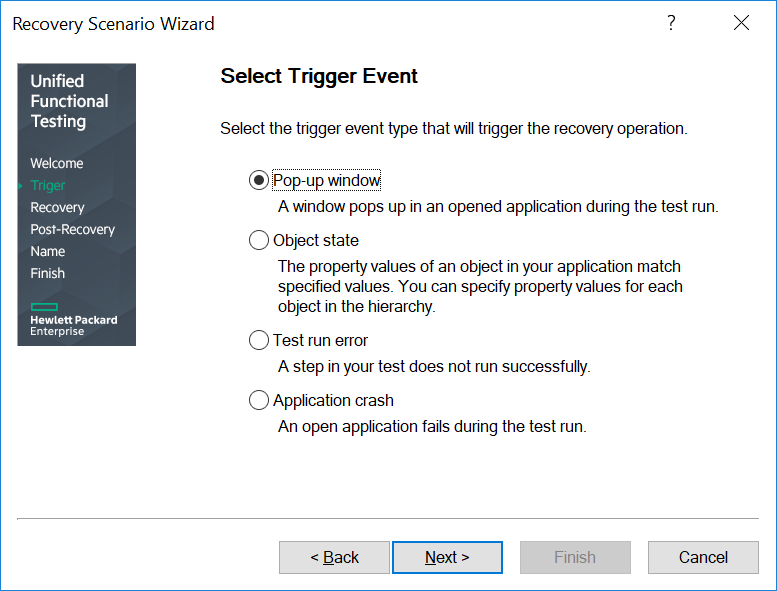 Recovery Scenario Wizard
?
Unified
Functional
Testing
Welcome
Triger
Recovery
Post-Recovery
Name
Finish
Hewlett Packard
Enterprise
Select Trigger Event
Select the trigger event type that will trigger the recovery operation.
Pop-up window
A window pops up in an opened application during the test run.
Object state
The property values of an object in your application match
specified values. You can specify property values for each
object in the hierarchy.
Test run error
A step in your test does not run successfully.
Application crash
An open application fails during the test run.
< Back
Next >
Finish
Cancel